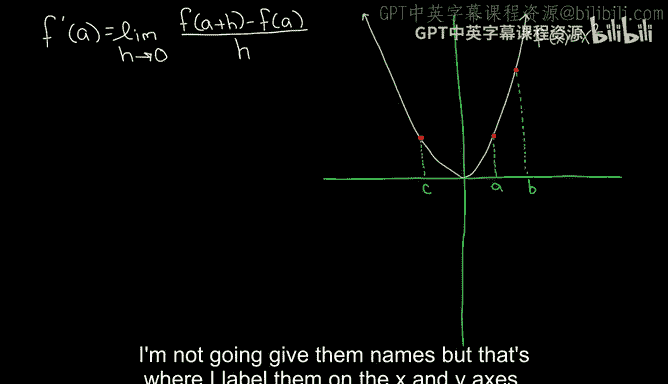 GPT中英字幕课程资源@bilibili.com
GPT中英字幕课程资源 bilibili
f'(a) = lim f(a+h)-f(a)
h→0 h
c a b
I'm not going give them names but that's
where I label them on the x and y axes